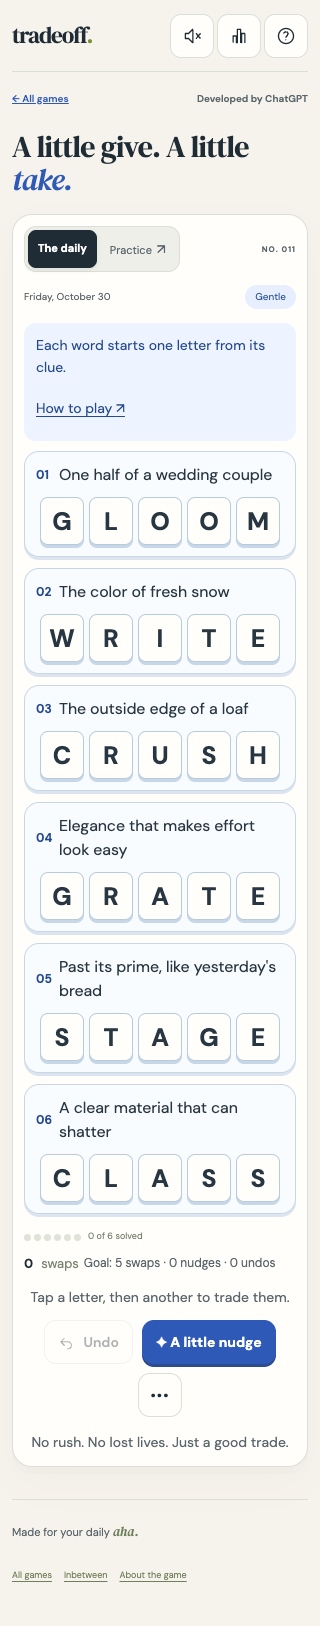 tradeoff.
← All games
Developed by ChatGPT
A little give. A little
take.
The daily
Practice ↗
NO. 011
Friday, October 30
Gentle
Each word starts one letter from its
clue.
How to play ↗
01 One half of a wedding couple
G L O O M
02 The color of fresh snow
W R I T E
03 The outside edge of a loaf
C R U S H
04 Elegance that makes effort
look easy
G R A T E
05 Past its prime, like yesterday's
bread
S T A G E
06 A clear material that can
shatter
C L A S S
0 of 6 solved
0 swaps Goal: 5 swaps · 0 nudges · 0 undos
Tap a letter, then another to trade them.
Undo
✦ A little nudge
...
No rush. No lost lives. Just a good trade.
Made for your daily aha.
All games Inbetween About the game